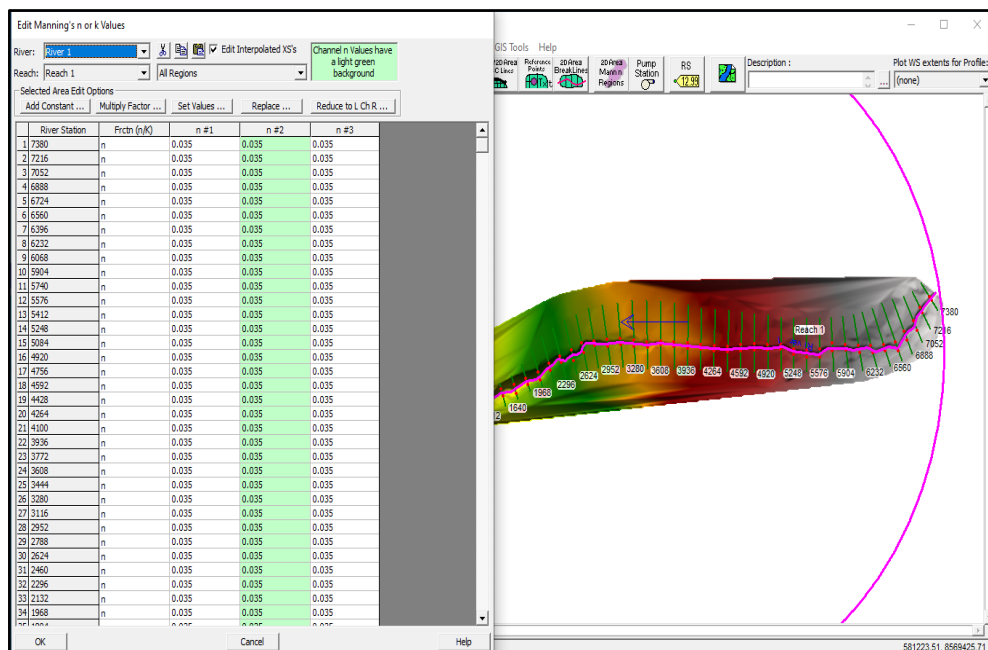 Edit Manning's n or k Values
River: River 1
Edit Interpolated XS's
Channel n Values have
a light green
background
Reach: Reach 1
All Regions
Selected Area Edit Options
Add Constant ...
Multiply Factor ...
Set Values ...
Replace ...
Reduce to L Ch R ...
River Station Frctn (n/K) n #1 n #2 n #3
1 7380 n 0.035 0.035 0.035
2 7216 n 0.035 0.035 0.035
3 7052 n 0.035 0.035 0.035
4 6888 n 0.035 0.035 0.035
5 6724 n 0.035 0.035 0.035
6 6560 n 0.035 0.035 0.035
7 6396 n 0.035 0.035 0.035
8 6232 n 0.035 0.035 0.035
9 6068 n 0.035 0.035 0.035
10 5904 n 0.035 0.035 0.035
11 5740 n 0.035 0.035 0.035
12 5576 n 0.035 0.035 0.035
13 5412 n 0.035 0.035 0.035
14 5248 n 0.035 0.035 0.035
15 5084 n 0.035 0.035 0.035
16 4920 n 0.035 0.035 0.035
17 4756 n 0.035 0.035 0.035
18 4592 n 0.035 0.035 0.035
19 4428 n 0.035 0.035 0.035
20 4264 n 0.035 0.035 0.035
21 4100 n 0.035 0.035 0.035
22 3936 n 0.035 0.035 0.035
23 3772 n 0.035 0.035 0.035
24 3608 n 0.035 0.035 0.035
25 3444 n 0.035 0.035 0.035
26 3280 n 0.035 0.035 0.035
27 3116 n 0.035 0.035 0.035
28 2952 n 0.035 0.035 0.035
29 2788 n 0.035 0.035 0.035
30 2624 n 0.035 0.035 0.035
31 2460 n 0.035 0.035 0.035
32 2296 n 0.035 0.035 0.035
33 2132 n 0.035 0.035 0.035
34 1968 n 0.035 0.035 0.035
OK Cancel Help
GIS Tools Help
Reference
Points
2D Area
BreakLines
2D Area
Mann n
Regions
Pump
Station
RS
12.99
Description :
...
Plot WS extents for Profile:
(none)
Reach 1
7380
7216
7052
6888
6560
6232
5904
5576
5248
4920
4592
4264
3936
3608
3280
2952
2624
2296
1968
1640
581223.51, 8569425.71